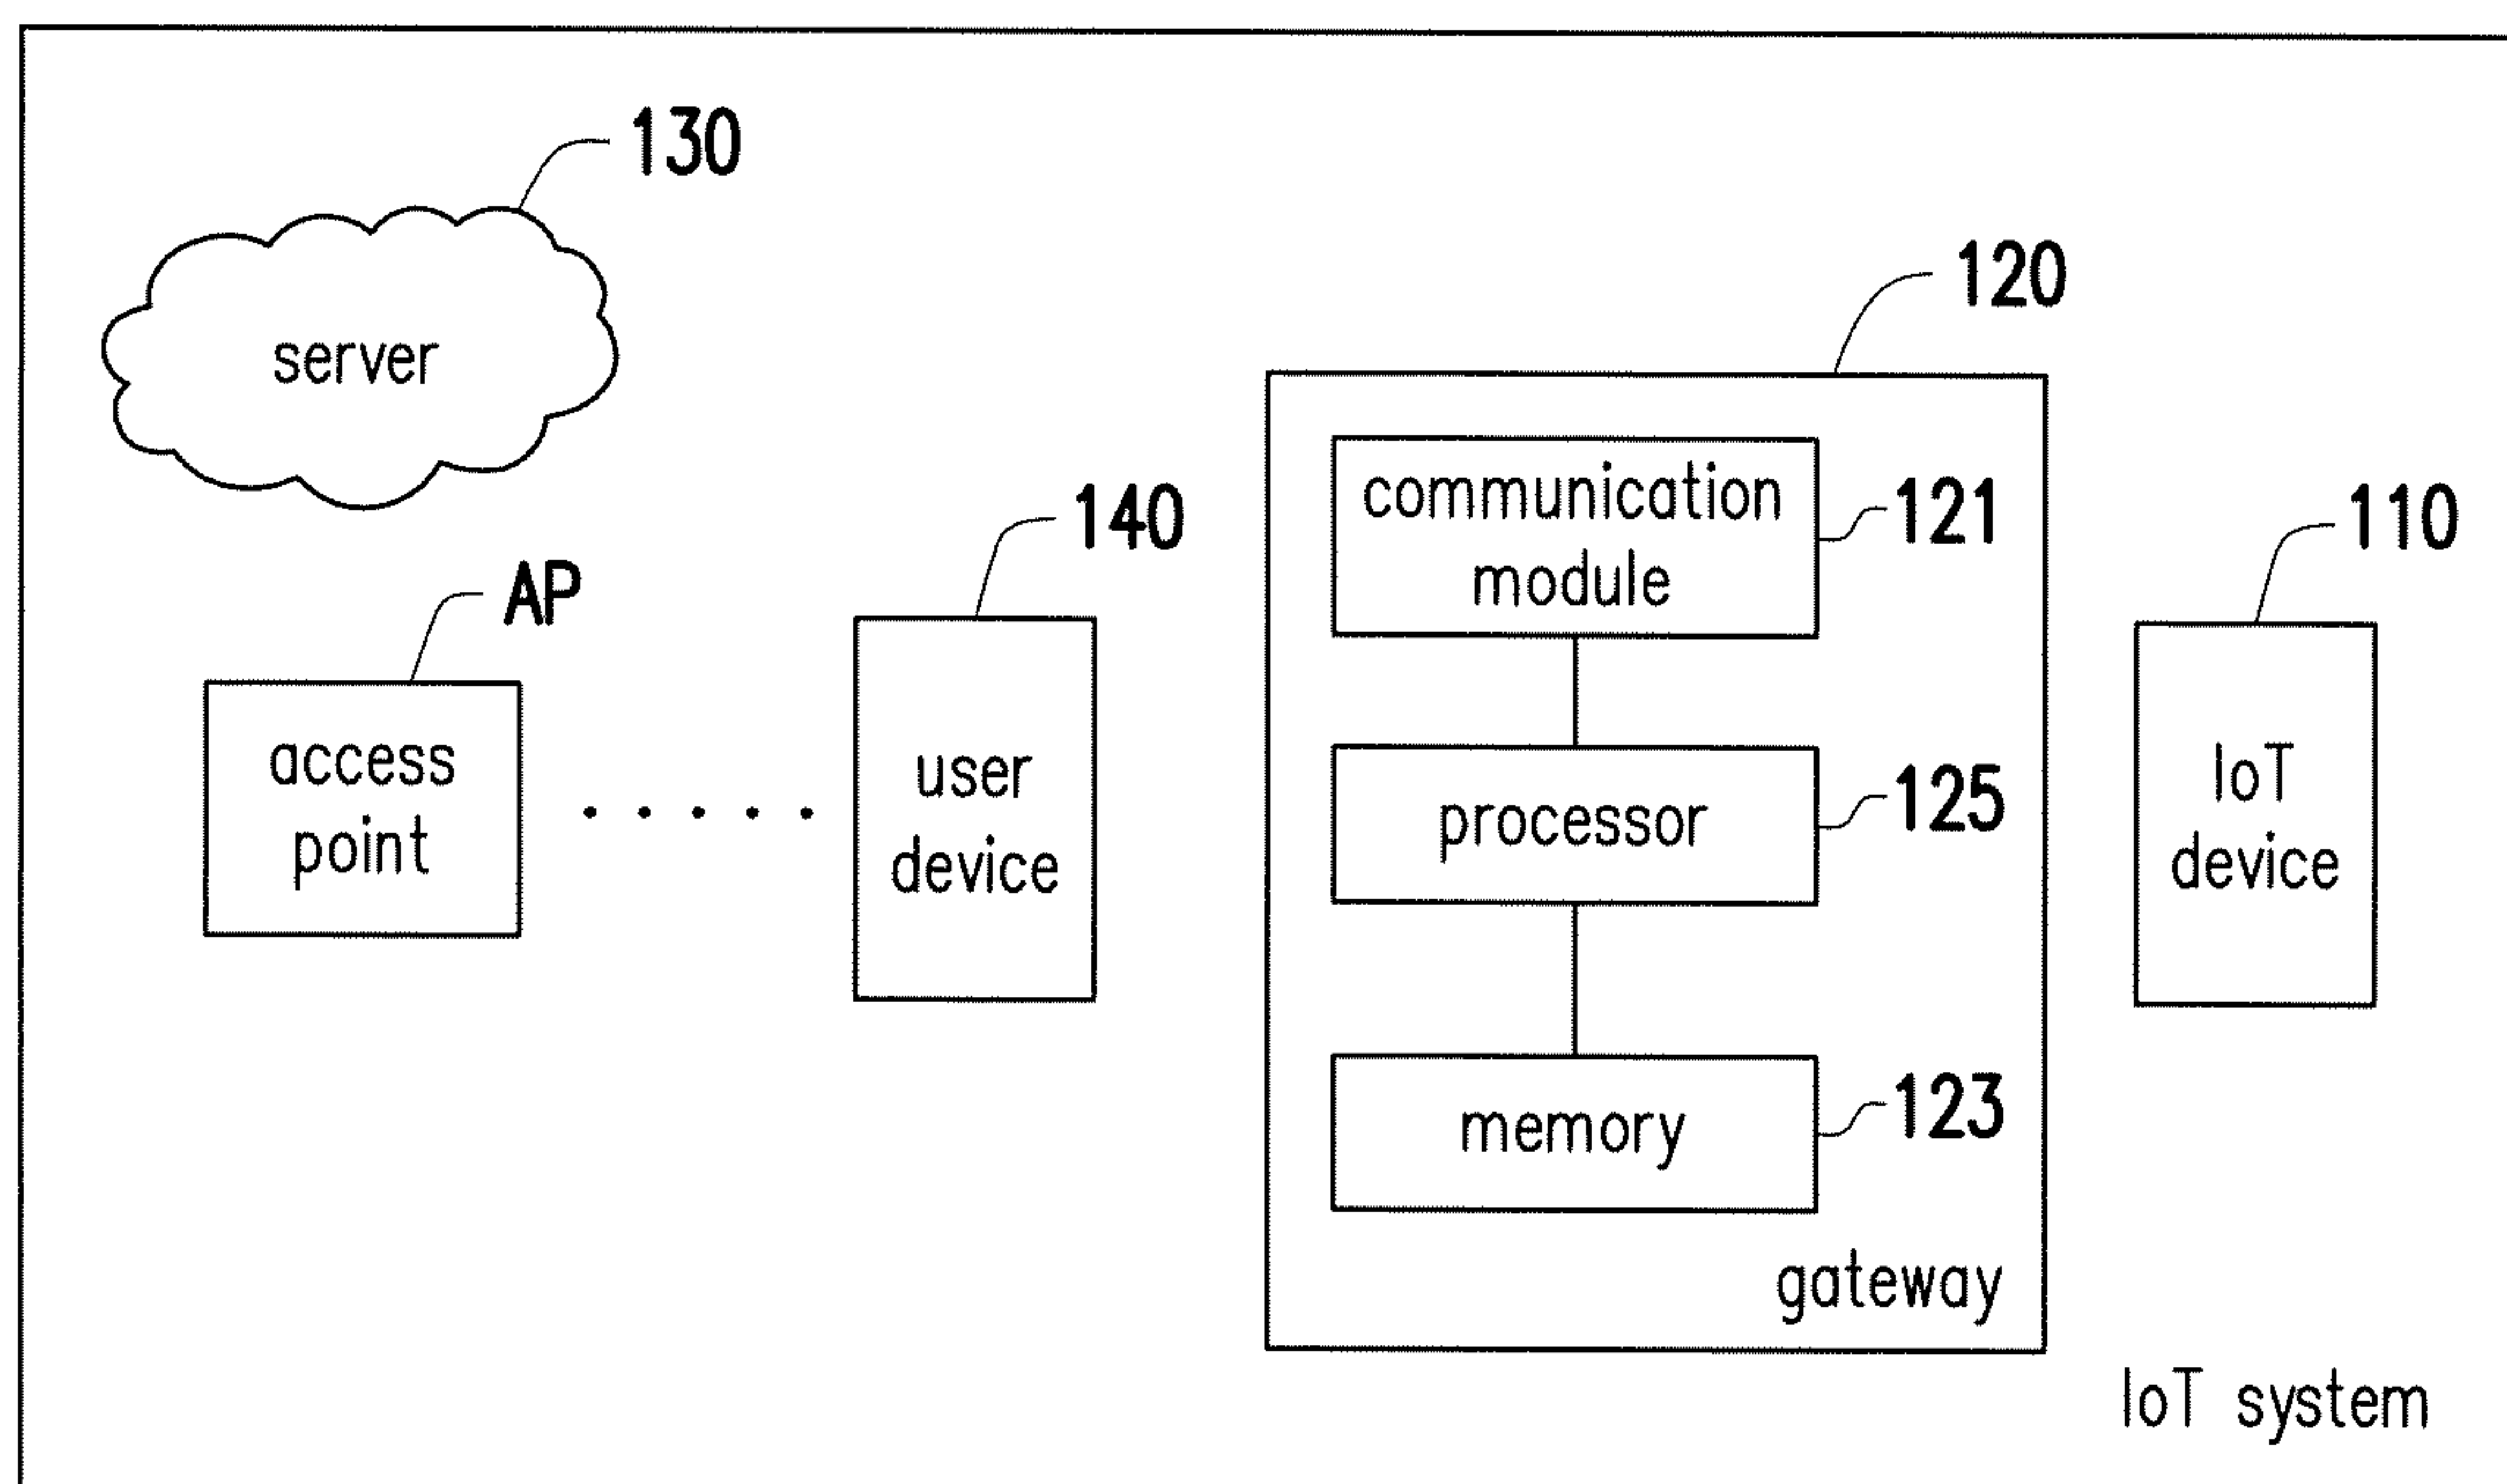 130
server
120
140
communication
module
121
110
AP
access
point
user
device
processor
125
IoT
device
memory
123
gateway
IoT system